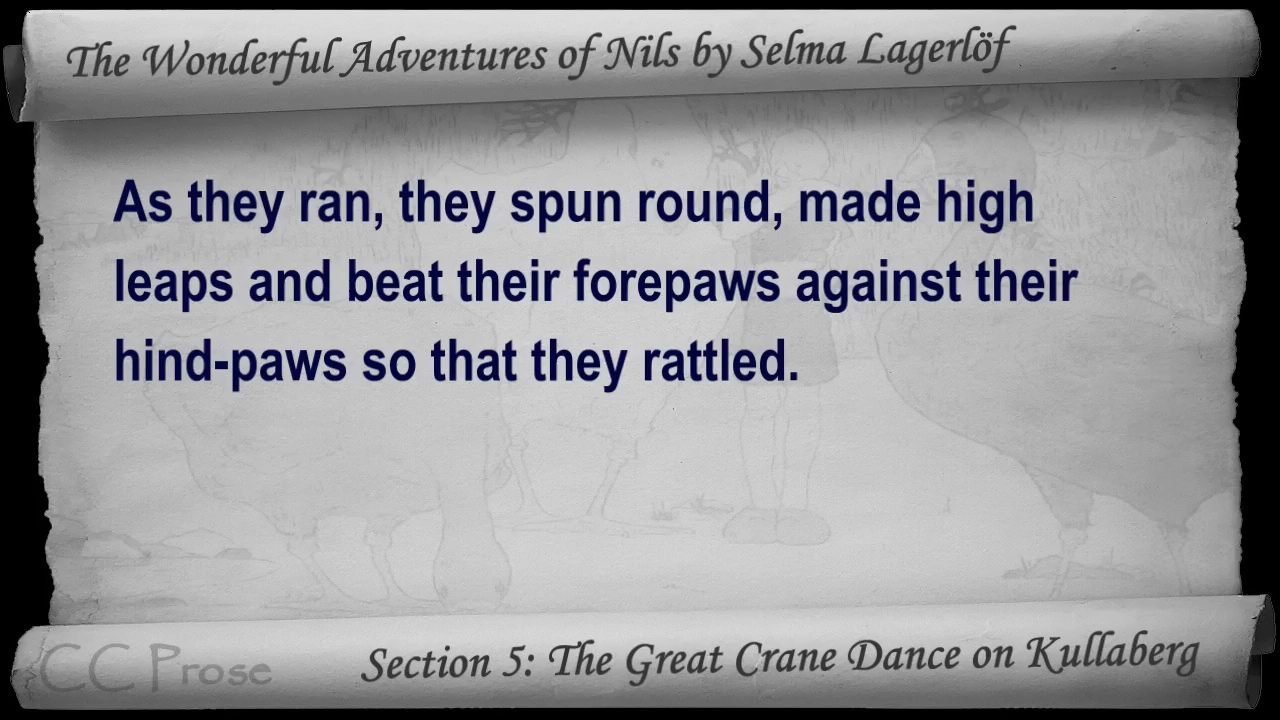 The Wonderful Adventures of Nils by Selma Lagerlöf
As they ran, they spun round, made high
leaps and beat their forepaws against their
hind-paws so that they rattled.
CC Prose
Section 5: The Great Crane Dance on Kullaberg